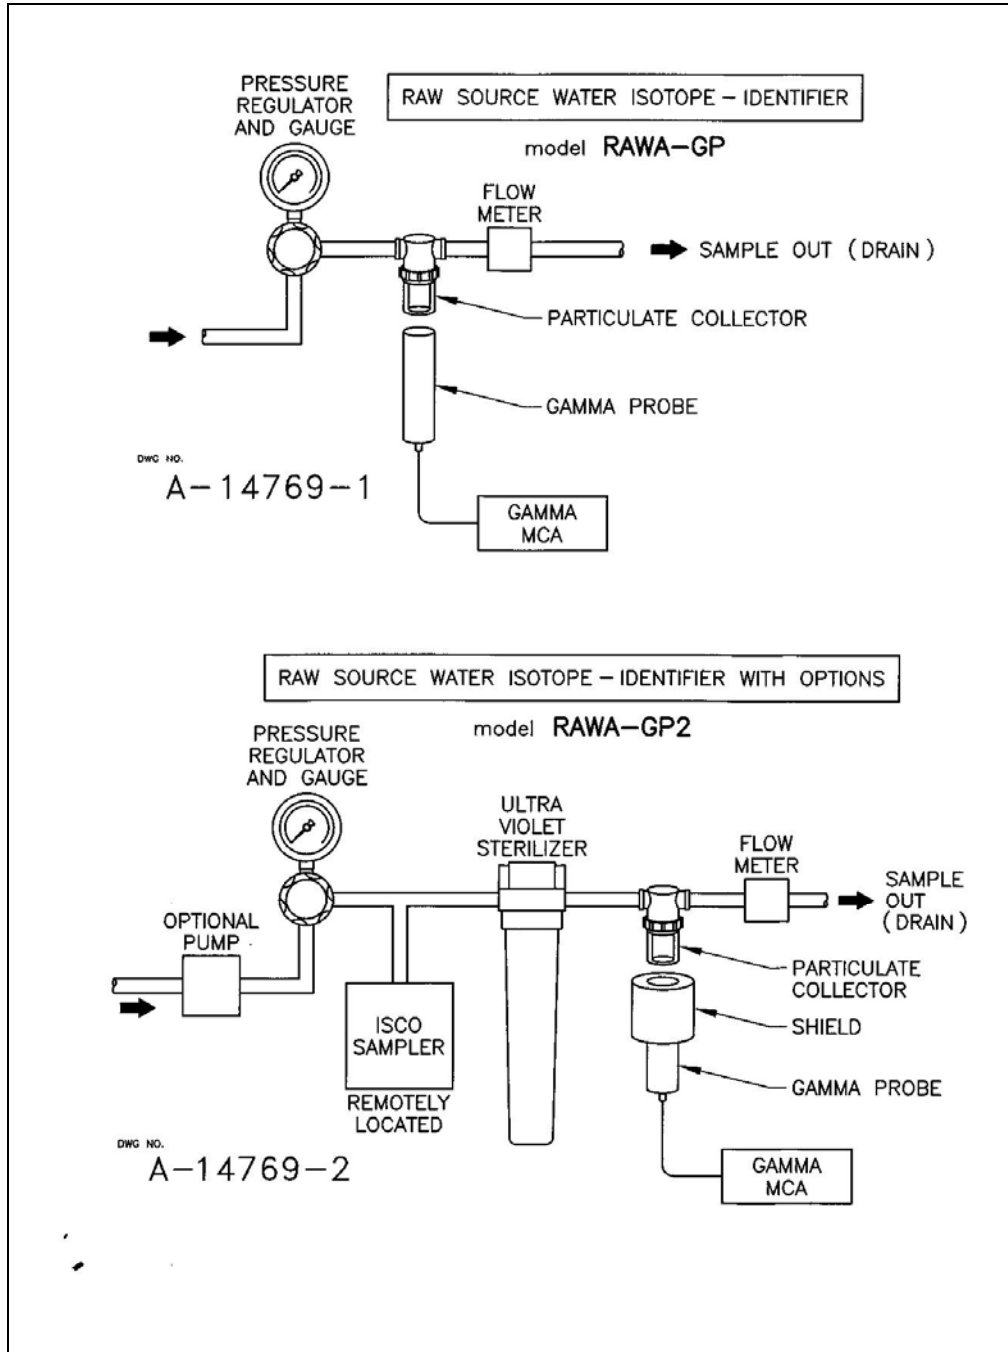 PRESSURE
REGULATOR
AND GAUGE
RAW SOURCE WATER ISOTOPE - IDENTIFIER
model RAWA-GP
FLOW
METER
SAMPLE OUT (DRAIN)
PARTICULATE COLLECTOR
GAMMA PROBE
DWG NO.
A-14769-1
GAMMA
MCA
RAW SOURCE WATER ISOTOPE - IDENTIFIER WITH OPTIONS
model RAWA-GP2
PRESSURE
REGULATOR
AND GAUGE
ULTRA
VIOLET
STERILIZER
FLOW
METER
SAMPLE
OUT
(DRAIN)
OPTIONAL
PUMP
PARTICULATE
COLLECTOR
ISCO
SAMPLER
SHIELD
GAMMA PROBE
REMOTELY
LOCATED
DWG NO.
A-14769-2
GAMMA
MCA